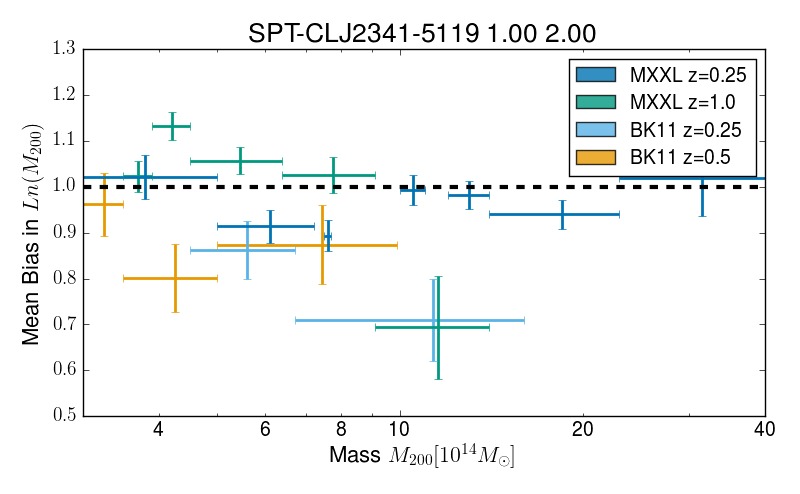 SPT-CLJ2341-5119 1.00 2.00
1.3
1.2
1.1
1.0
0.9
0.8
0.7
0.6
0.5
Mean Bias in Ln(M₂₀₀)
MXXL z=0.25
MXXL z=1.0
BK11 z=0.25
BK11 z=0.5
4 6 8 10 20 40
Mass M₂₀₀[10¹⁴M☉]